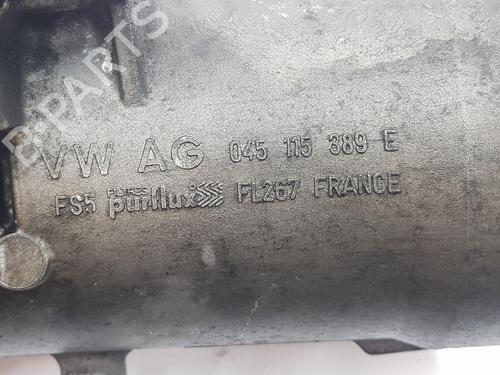 B-PARTS
VW AG 045 115 389 E
FS5 FILTRES purflux FL267 FRANCE